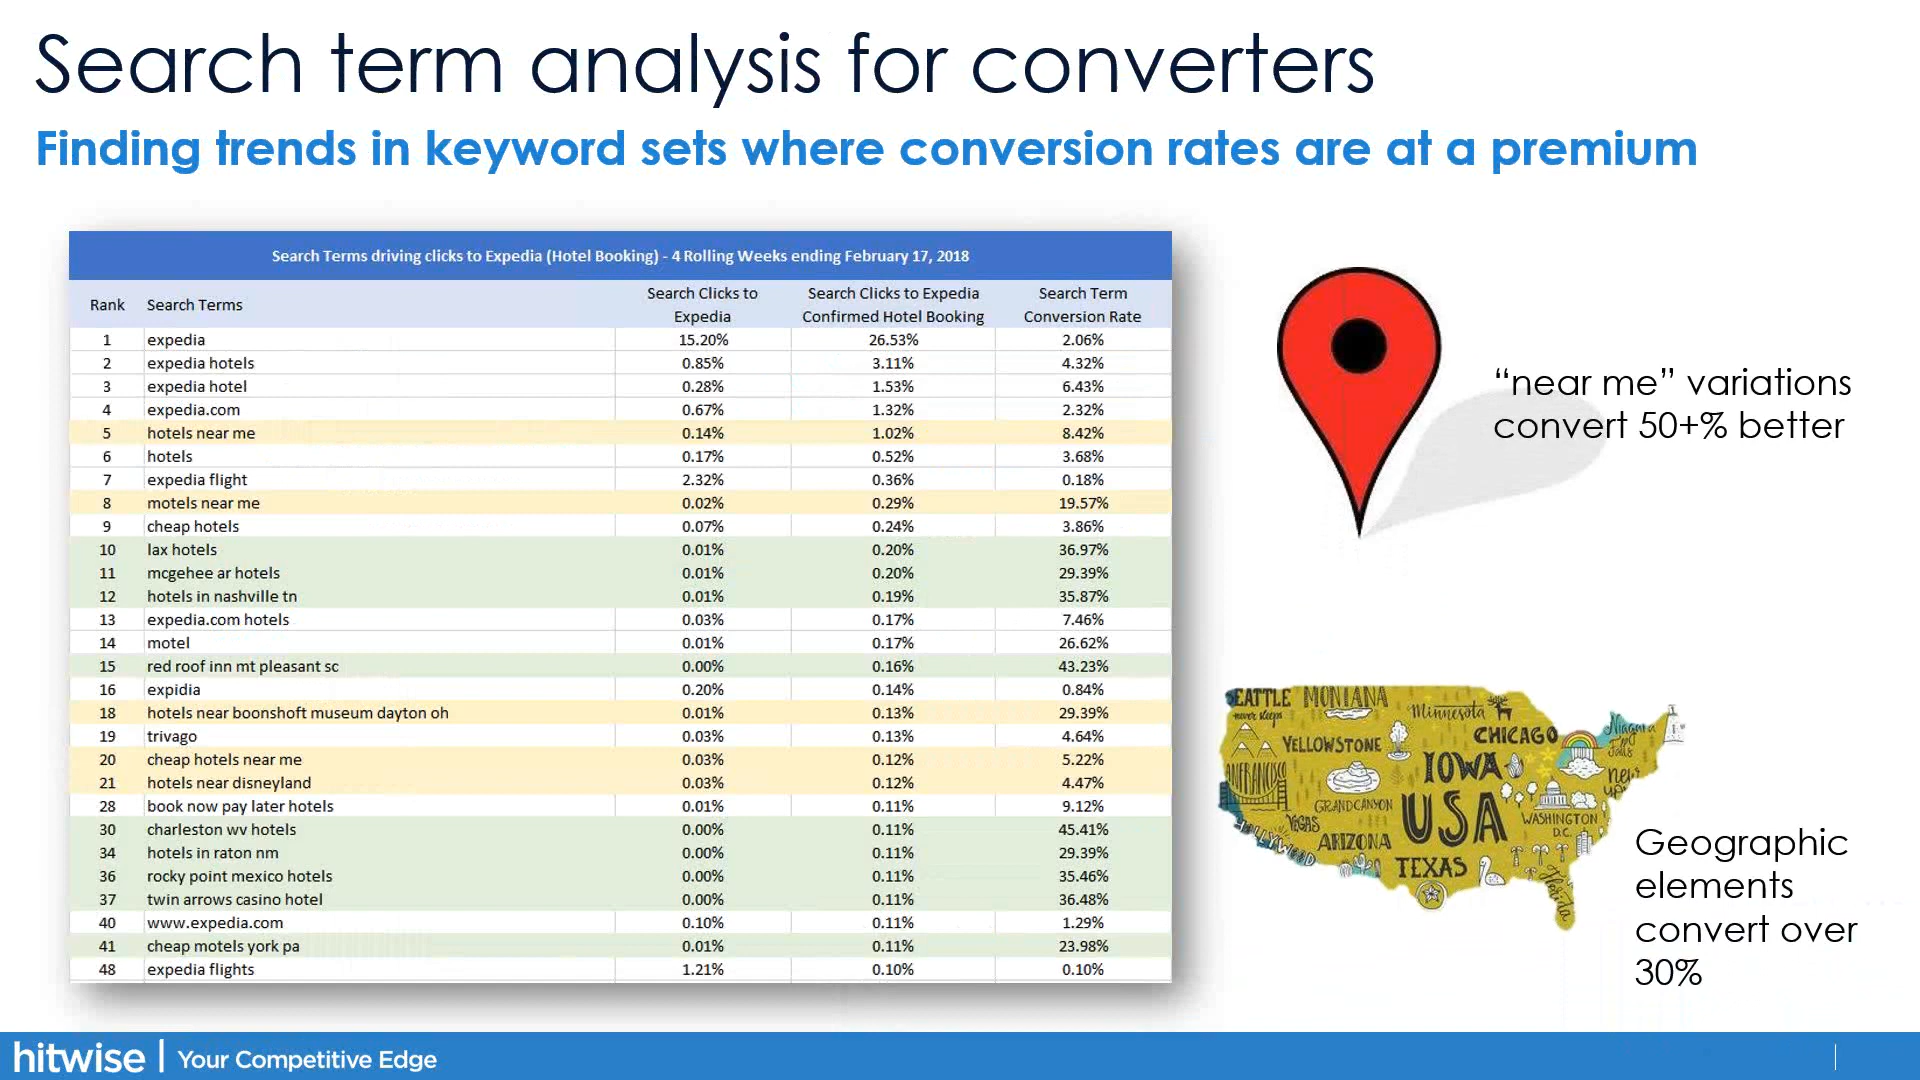 Search term analysis for converters
Finding trends in keyword sets where conversion rates are at a premium
Search Terms driving clicks to Expedia (Hotel Booking) - 4 Rolling Weeks ending February 17, 2018
Rank Search Terms Search Clicks to Expedia Search Clicks to Expedia Confirmed Hotel Booking Search Term Conversion Rate
1 expedia 15.20% 26.53% 2.06%
2 expedia hotels 0.85% 3.11% 4.32%
3 expedia hotel 0.28% 1.53% 6.43%
4 expedia.com 0.67% 1.32% 2.32%
5 hotels near me 0.14% 1.02% 8.42%
6 hotels 0.17% 0.52% 3.68%
7 expedia flight 2.32% 0.36% 0.18%
8 motels near me 0.02% 0.29% 19.57%
9 cheap hotels 0.07% 0.24% 3.86%
10 lax hotels 0.01% 0.20% 36.97%
11 mcgehee ar hotels 0.01% 0.20% 29.39%
12 hotels in nashville tn 0.01% 0.19% 35.87%
13 expedia.com hotels 0.03% 0.17% 7.46%
14 motel 0.01% 0.17% 26.62%
15 red roof inn mt pleasant sc 0.00% 0.16% 43.23%
16 expidia 0.20% 0.14% 0.84%
18 hotels near boonshoft museum dayton oh 0.01% 0.13% 29.39%
19 trivago 0.03% 0.13% 4.64%
20 cheap hotels near me 0.03% 0.12% 5.22%
21 hotels near disneyland 0.03% 0.12% 4.47%
28 book now pay later hotels 0.01% 0.11% 9.12%
30 charleston wv hotels 0.00% 0.11% 45.41%
34 hotels in raton nm 0.00% 0.11% 29.39%
36 rocky point mexico hotels 0.00% 0.11% 35.46%
37 twin arrows casino hotel 0.00% 0.11% 36.48%
40 www.expedia.com 0.10% 0.11% 1.29%
41 cheap motels york pa 0.01% 0.11% 23.98%
48 expedia flights 1.21% 0.10% 0.10%
“near me” variations
convert 50+% better
SEATTLE MONTANA
never sleeps
Minnesota
CHICAGO
Niagara
Falls
YELLOWSTONE
IOWA
GRAND CANYON
USA
VEGAS
ARIZONA
WASHINGTON
D.C.
HOLLYWOOD
TEXAS
Florida
Geographic
elements
convert over
30%
hitwise | Your Competitive Edge